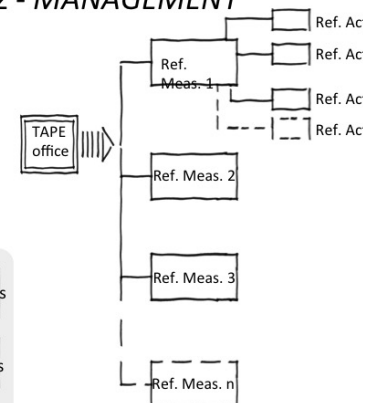 - MANAGEMENT
Ref. Ac
Ref. Ac
Ref. Ac
Ref. Ac
Ref.
Meas. 1
TAPE
office
Ref. Meas. 2
Ref. Meas. 3
Ref. Meas. n
s
s